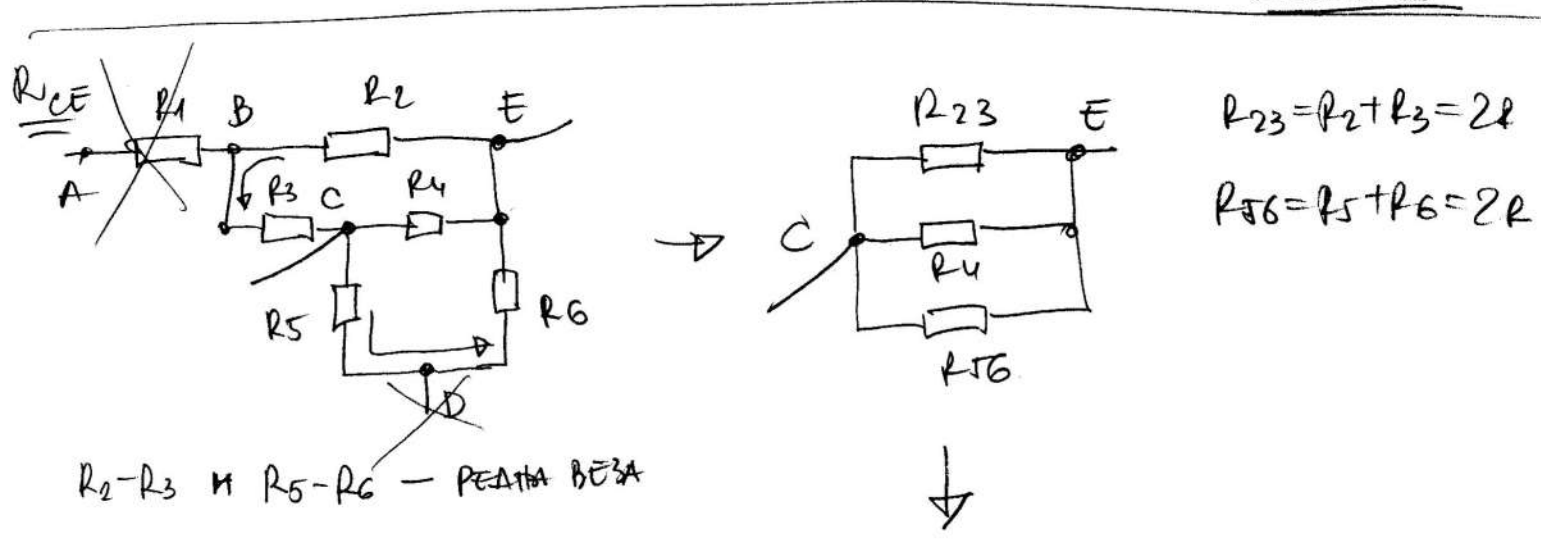 R_CE
R1 B R2 E
A R3 C R4
R5 R6
D
R2-R3 и R5-R6 — РЕДНА ВЕЗА
R23 E
C R4
R56
R23=R2+R3=2R
R56=R5+R6=2R